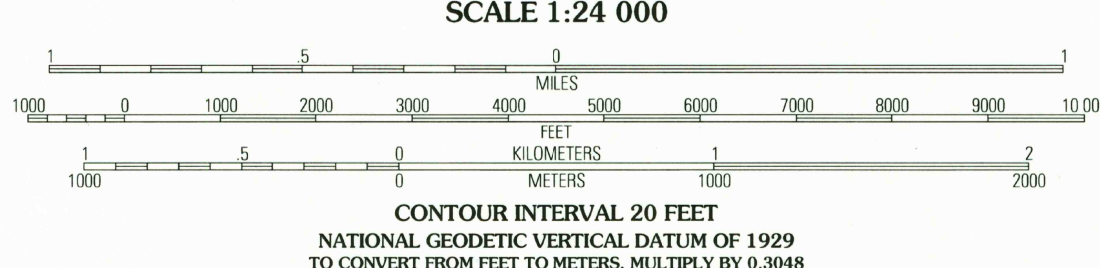 SCALE 1:24 000
1 .5 0 1
MILES
1000 0 1000 2000 3000 4000 5000 6000 7000 8000 9000 10 00
FEET
1 .5 0 KILOMETERS 1 2
1000 0 METERS 1000 2000
CONTOUR INTERVAL 20 FEET
NATIONAL GEODETIC VERTICAL DATUM OF 1929
TO CONVERT FROM FEET TO METERS, MULTIPLY BY 0.3048